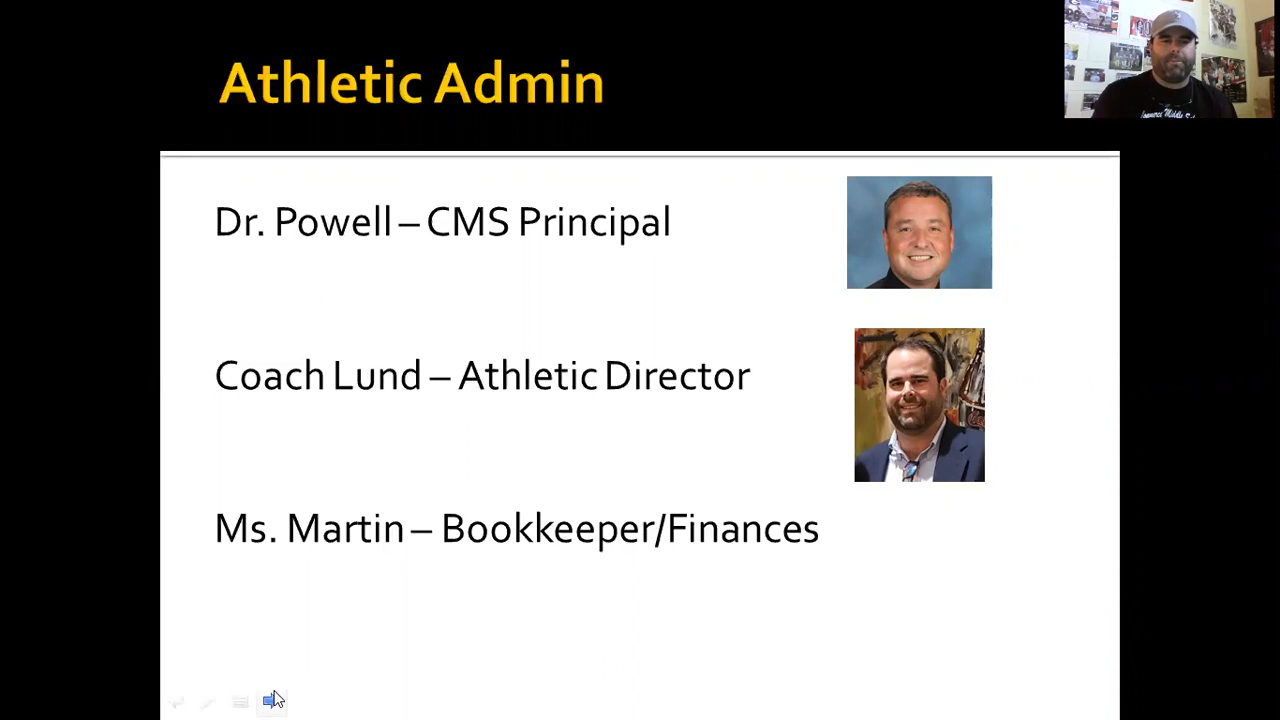 Athletic Admin
Dr. Powell – CMS Principal
Coach Lund – Athletic Director
Ms. Martin – Bookkeeper/Finances